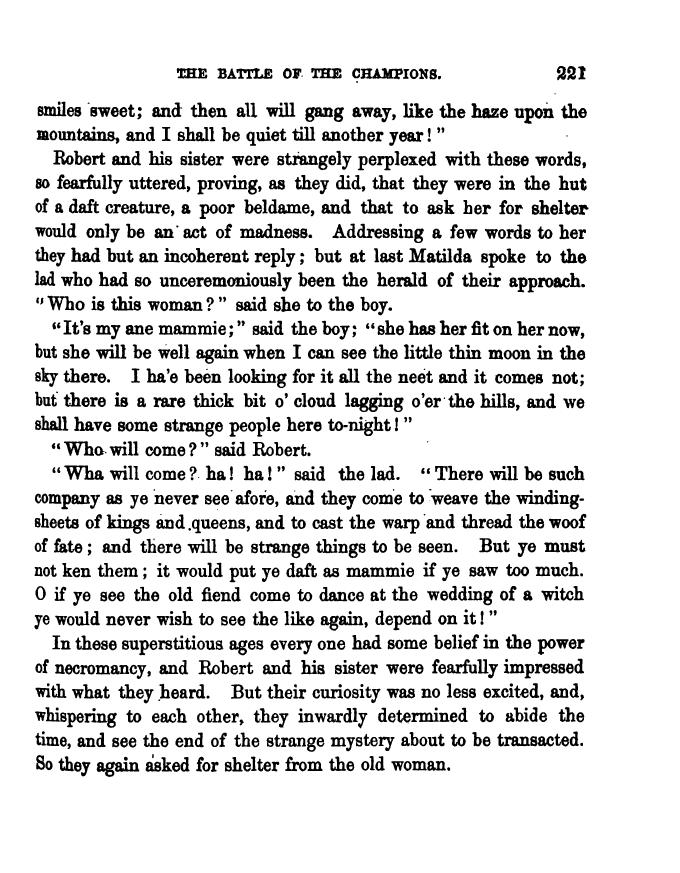 THE BATTLE OF THE CHAMPIONS. 221
smiles sweet; and then all will gang away, like the haze upon the
mountains, and I shall be quiet till another year!"
Robert and his sister were strangely perplexed with these words,
so fearfully uttered, proving, as they did, that they were in the hut
of a daft creature, a poor beldame, and that to ask her for shelter
would only be an act of madness. Addressing a few words to her
they had but an incoherent reply; but at last Matilda spoke to the
lad who had so unceremoniously been the herald of their approach.
"Who is this woman?" said she to the boy.
"It's my ane mammie;" said the boy; "she has her fit on her now,
but she will be well again when I can see the little thin moon in the
sky there. I ha'e been looking for it all the neet and it comes not;
but there is a rare thick bit o' cloud lagging o'er the hills, and we
shall have some strange people here to-night!"
"Who will come?" said Robert.
"Wha will come? ha! ha!" said the lad. "There will be such
company as ye never see afore, and they come to weave the winding-
sheets of kings and queens, and to cast the warp and thread the woof
of fate; and there will be strange things to be seen. But ye must
not ken them; it would put ye daft as mammie if ye saw too much.
O if ye see the old fiend come to dance at the wedding of a witch
ye would never wish to see the like again, depend on it!"
In these superstitious ages every one had some belief in the power
of necromancy, and Robert and his sister were fearfully impressed
with what they heard. But their curiosity was no less excited, and,
whispering to each other, they inwardly determined to abide the
time, and see the end of the strange mystery about to be transacted.
So they again asked for shelter from the old woman.